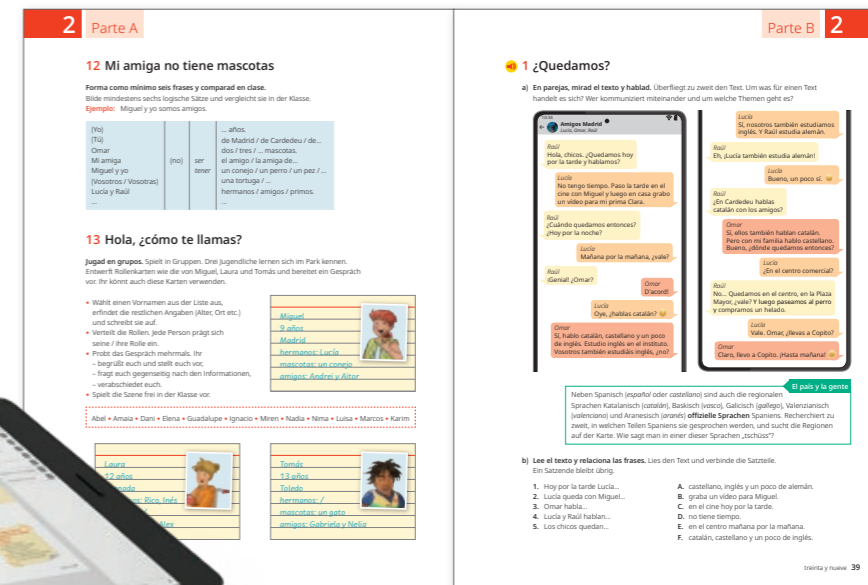 2 Parte A
12 Mi amiga no tiene mascotas
Forma como mínimo seis frases y comparad en clase.
Bilde mindestens sechs logische Sätze und vergleicht sie in der Klasse.
Ejemplo: Miguel y yo somos amigos.
(Yo)
(Tú)
Omar
Mi amiga
Miguel y yo
(Vosotros / Vosotras)
Lucía y Raúl
...
(no)
ser
tener
... años.
de Madrid / de Cardedeu / de...
dos / tres / ... mascotas.
el amigo / la amiga de...
un conejo / un perro / un pez / ...
una tortuga / ...
hermanos / amigos / primos.
...
13 Hola, ¿cómo te llamas?
Jugad en grupos. Spielt in Gruppen. Drei Jugendliche lernen sich im Park kennen.
Entwerft Rollenkarten wie die von Miguel, Laura und Tomás und bereitet ein Gespräch
vor. Ihr könnt auch diese Karten verwenden.
• Wählt einen Vornamen aus der Liste aus,
erfindet die restlichen Angaben (Alter, Ort etc.)
und schreibt sie auf.
• Verteilt die Rollen. Jede Person prägt sich
seine / ihre Rolle ein.
• Probt das Gespräch mehrmals. Ihr
– begrüßt euch und stellt euch vor,
– fragt euch gegenseitig nach den Informationen,
– verabschiedet euch.
• Spielt die Szene frei in der Klasse vor.
Miguel
9 años
Madrid
hermanos: Lucía
mascotas: un conejo
amigos: Andrei y Aitor
Abel • Amaia • Dani • Elena • Guadalupe • Ignacio • Miren • Nadia • Nima • Luisa • Marcos • Karim
Laura
12 años
Rico, Inés
Alex
Tomás
13 años
Toledo
hermanos: /
mascotas: un gato
amigos: Gabriela y Nelia
Parte B 2
1 ¿Quedamos?
a) En parejas, mirad el texto y hablad. Überfliegt zu zweit den Text. Um was für einen Text
handelt es sich? Wer kommuniziert miteinander und um welche Themen geht es?
Amigos Madrid
Lucía, Omar, Raúl
Raúl
Hola, chicos. ¿Quedamos hoy
por la tarde y hablamos?
Lucía
No tengo tiempo. Paso la tarde en el
cine con Miguel y luego en casa grabo
un vídeo para mi prima Clara.
Raúl
¿Cuándo quedamos entonces?
¿Hoy por la noche?
Lucía
Mañana por la mañana, ¿vale?
Raúl
¡Genial! ¿Omar?
Omar
D'acord!
Lucía
Oye, ¿hablas catalán?
Omar
Sí, hablo catalán, castellano y un poco
de inglés. Estudio inglés en el instituto.
Vosotros también estudiáis inglés, ¿no?
Lucía
Sí, nosotros también estudiamos
inglés. Y Raúl estudia alemán.
Raúl
Eh, ¡Lucía también estudia alemán!
Lucía
Bueno, un poco sí.
Raúl
¿En Cardedeu hablas
catalán con los amigos?
Omar
Sí, ellos también hablan catalán.
Pero con mi familia hablo castellano.
Bueno, ¿dónde quedamos entonces?
Lucía
¿En el centro comercial?
Raúl
No... Quedamos en el centro, en la Plaza
Mayor, ¿vale? Y luego paseamos al perro
y compramos un helado.
Lucía
Vale. Omar, ¿llevas a Copito?
Omar
Claro, llevo a Copito. ¡Hasta mañana!
El país y la gente
Neben Spanisch (español oder castellano) sind auch die regionalen
Sprachen Katalanisch (catalán), Baskisch (vasco), Galicisch (gallego), Valenzianisch
(valenciano) und Aranesisch (aranés) offizielle Sprachen Spaniens. Recherchiert zu
zweit, in welchen Teilen Spaniens sie gesprochen werden, und sucht die Regionen
auf der Karte. Wie sagt man in einer dieser Sprachen „tschüss“?
b) Lee el texto y relaciona las frases. Lies den Text und verbinde die Satzteile.
Ein Satzende bleibt übrig.
1. Hoy por la tarde Lucía...
2. Lucía queda con Miguel...
3. Omar habla...
4. Lucía y Raúl hablan...
5. Los chicos quedan...
A. castellano, inglés y un poco de alemán.
B. graba un vídeo para Miguel.
C. en el cine hoy por la tarde.
D. no tiene tiempo.
E. en el centro mañana por la mañana.
F. catalán, castellano y un poco de inglés.
treinta y nueve 39